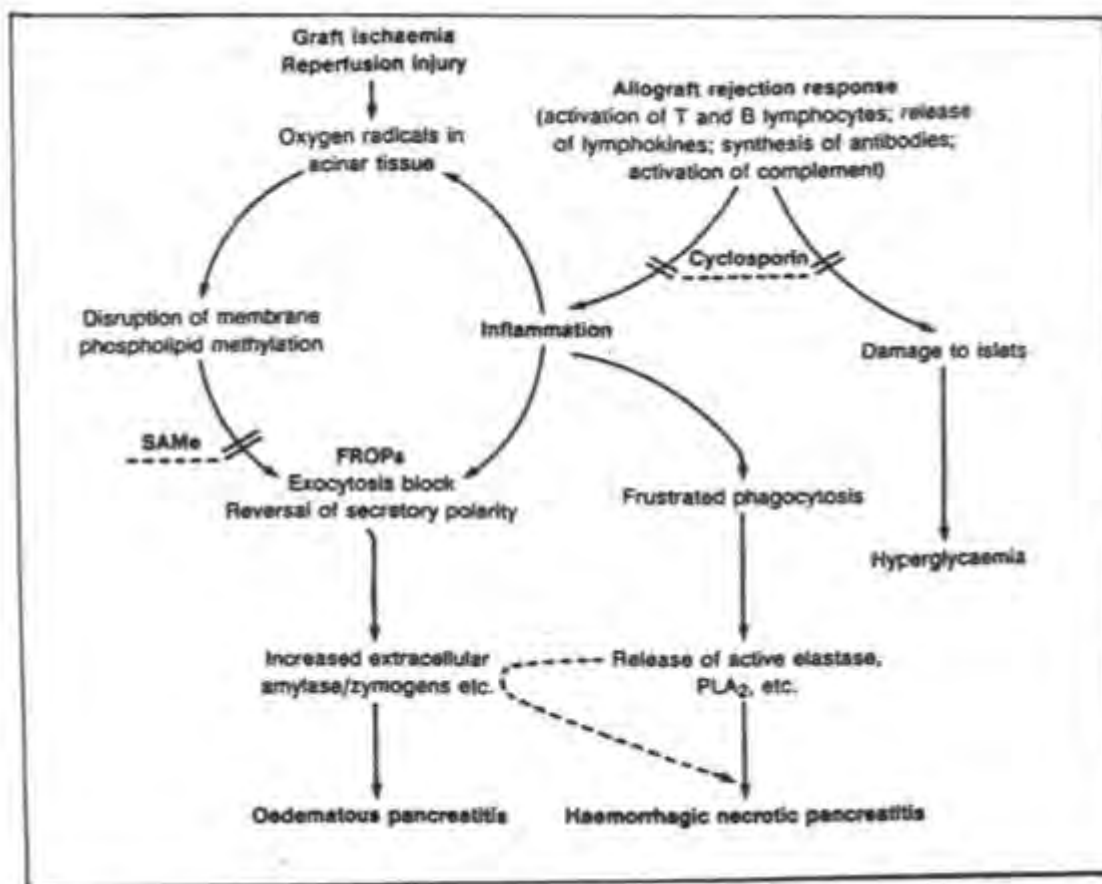 Graft ischaemia
Reperfusion injury
Oxygen radicals in
acinar tissue
Allograft rejection response
(activation of T and B lymphocytes; release
of lymphokines; synthesis of antibodies;
activation of complement)
Cyclosporin
Disruption of membrane
phospholipid methylation
Inflammation
Damage to islets
SAMe
FROPs
Exocytosis block
Reversal of secretory polarity
Frustrated phagocytosis
Hyperglycaemia
Increased extracellular
amylase/zymogens etc.
Release of active elastase,
PLA₂, etc.
Oedematous pancreatitis
Haemorrhagic necrotic pancreatitis